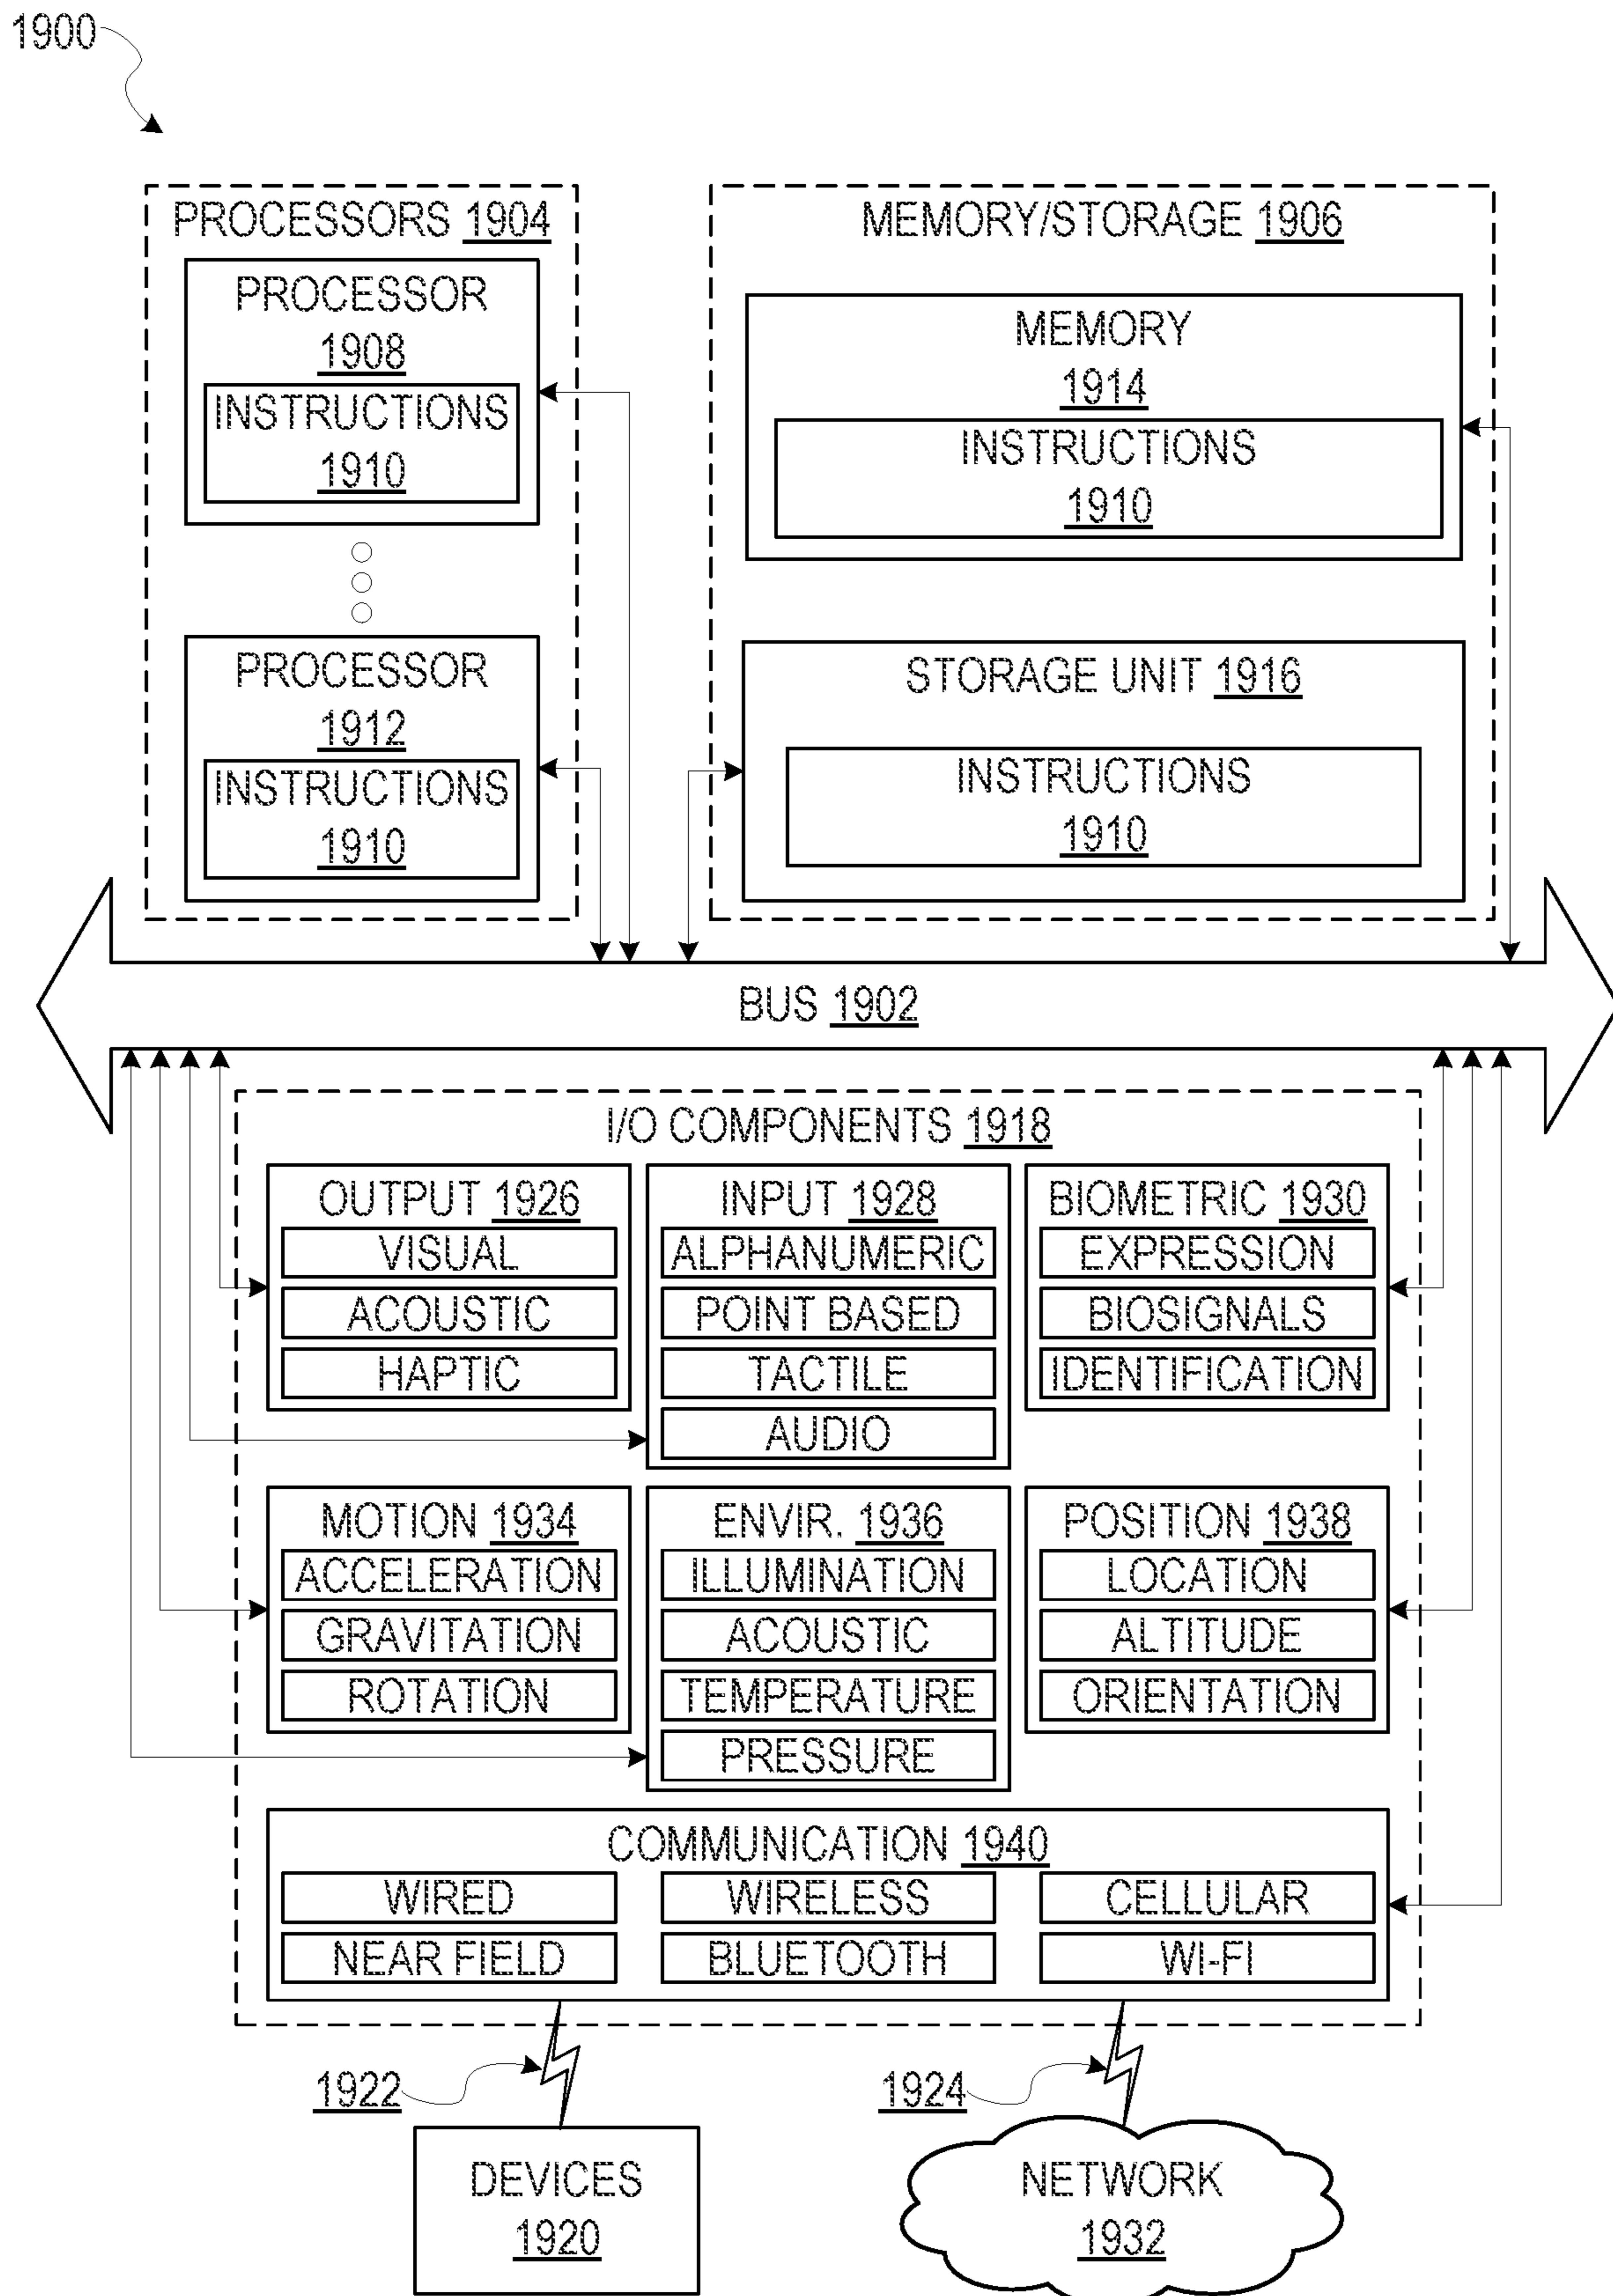 1900
PROCESSORS 1904
PROCESSOR
1908
INSTRUCTIONS
1910
PROCESSOR
1912
INSTRUCTIONS
1910
MEMORY/STORAGE 1906
MEMORY
1914
INSTRUCTIONS
1910
STORAGE UNIT 1916
INSTRUCTIONS
1910
BUS 1902
I/O COMPONENTS 1918
OUTPUT 1926
VISUAL
ACOUSTIC
HAPTIC
INPUT 1928
ALPHANUMERIC
POINT BASED
TACTILE
AUDIO
BIOMETRIC 1930
EXPRESSION
BIOSIGNALS
IDENTIFICATION
MOTION 1934
ACCELERATION
GRAVITATION
ROTATION
ENVIR. 1936
ILLUMINATION
ACOUSTIC
TEMPERATURE
PRESSURE
POSITION 1938
LOCATION
ALTITUDE
ORIENTATION
COMMUNICATION 1940
WIRED
WIRELESS
CELLULAR
NEAR FIELD
BLUETOOTH
WI-FI
1922
1924
DEVICES
1920
NETWORK
1932